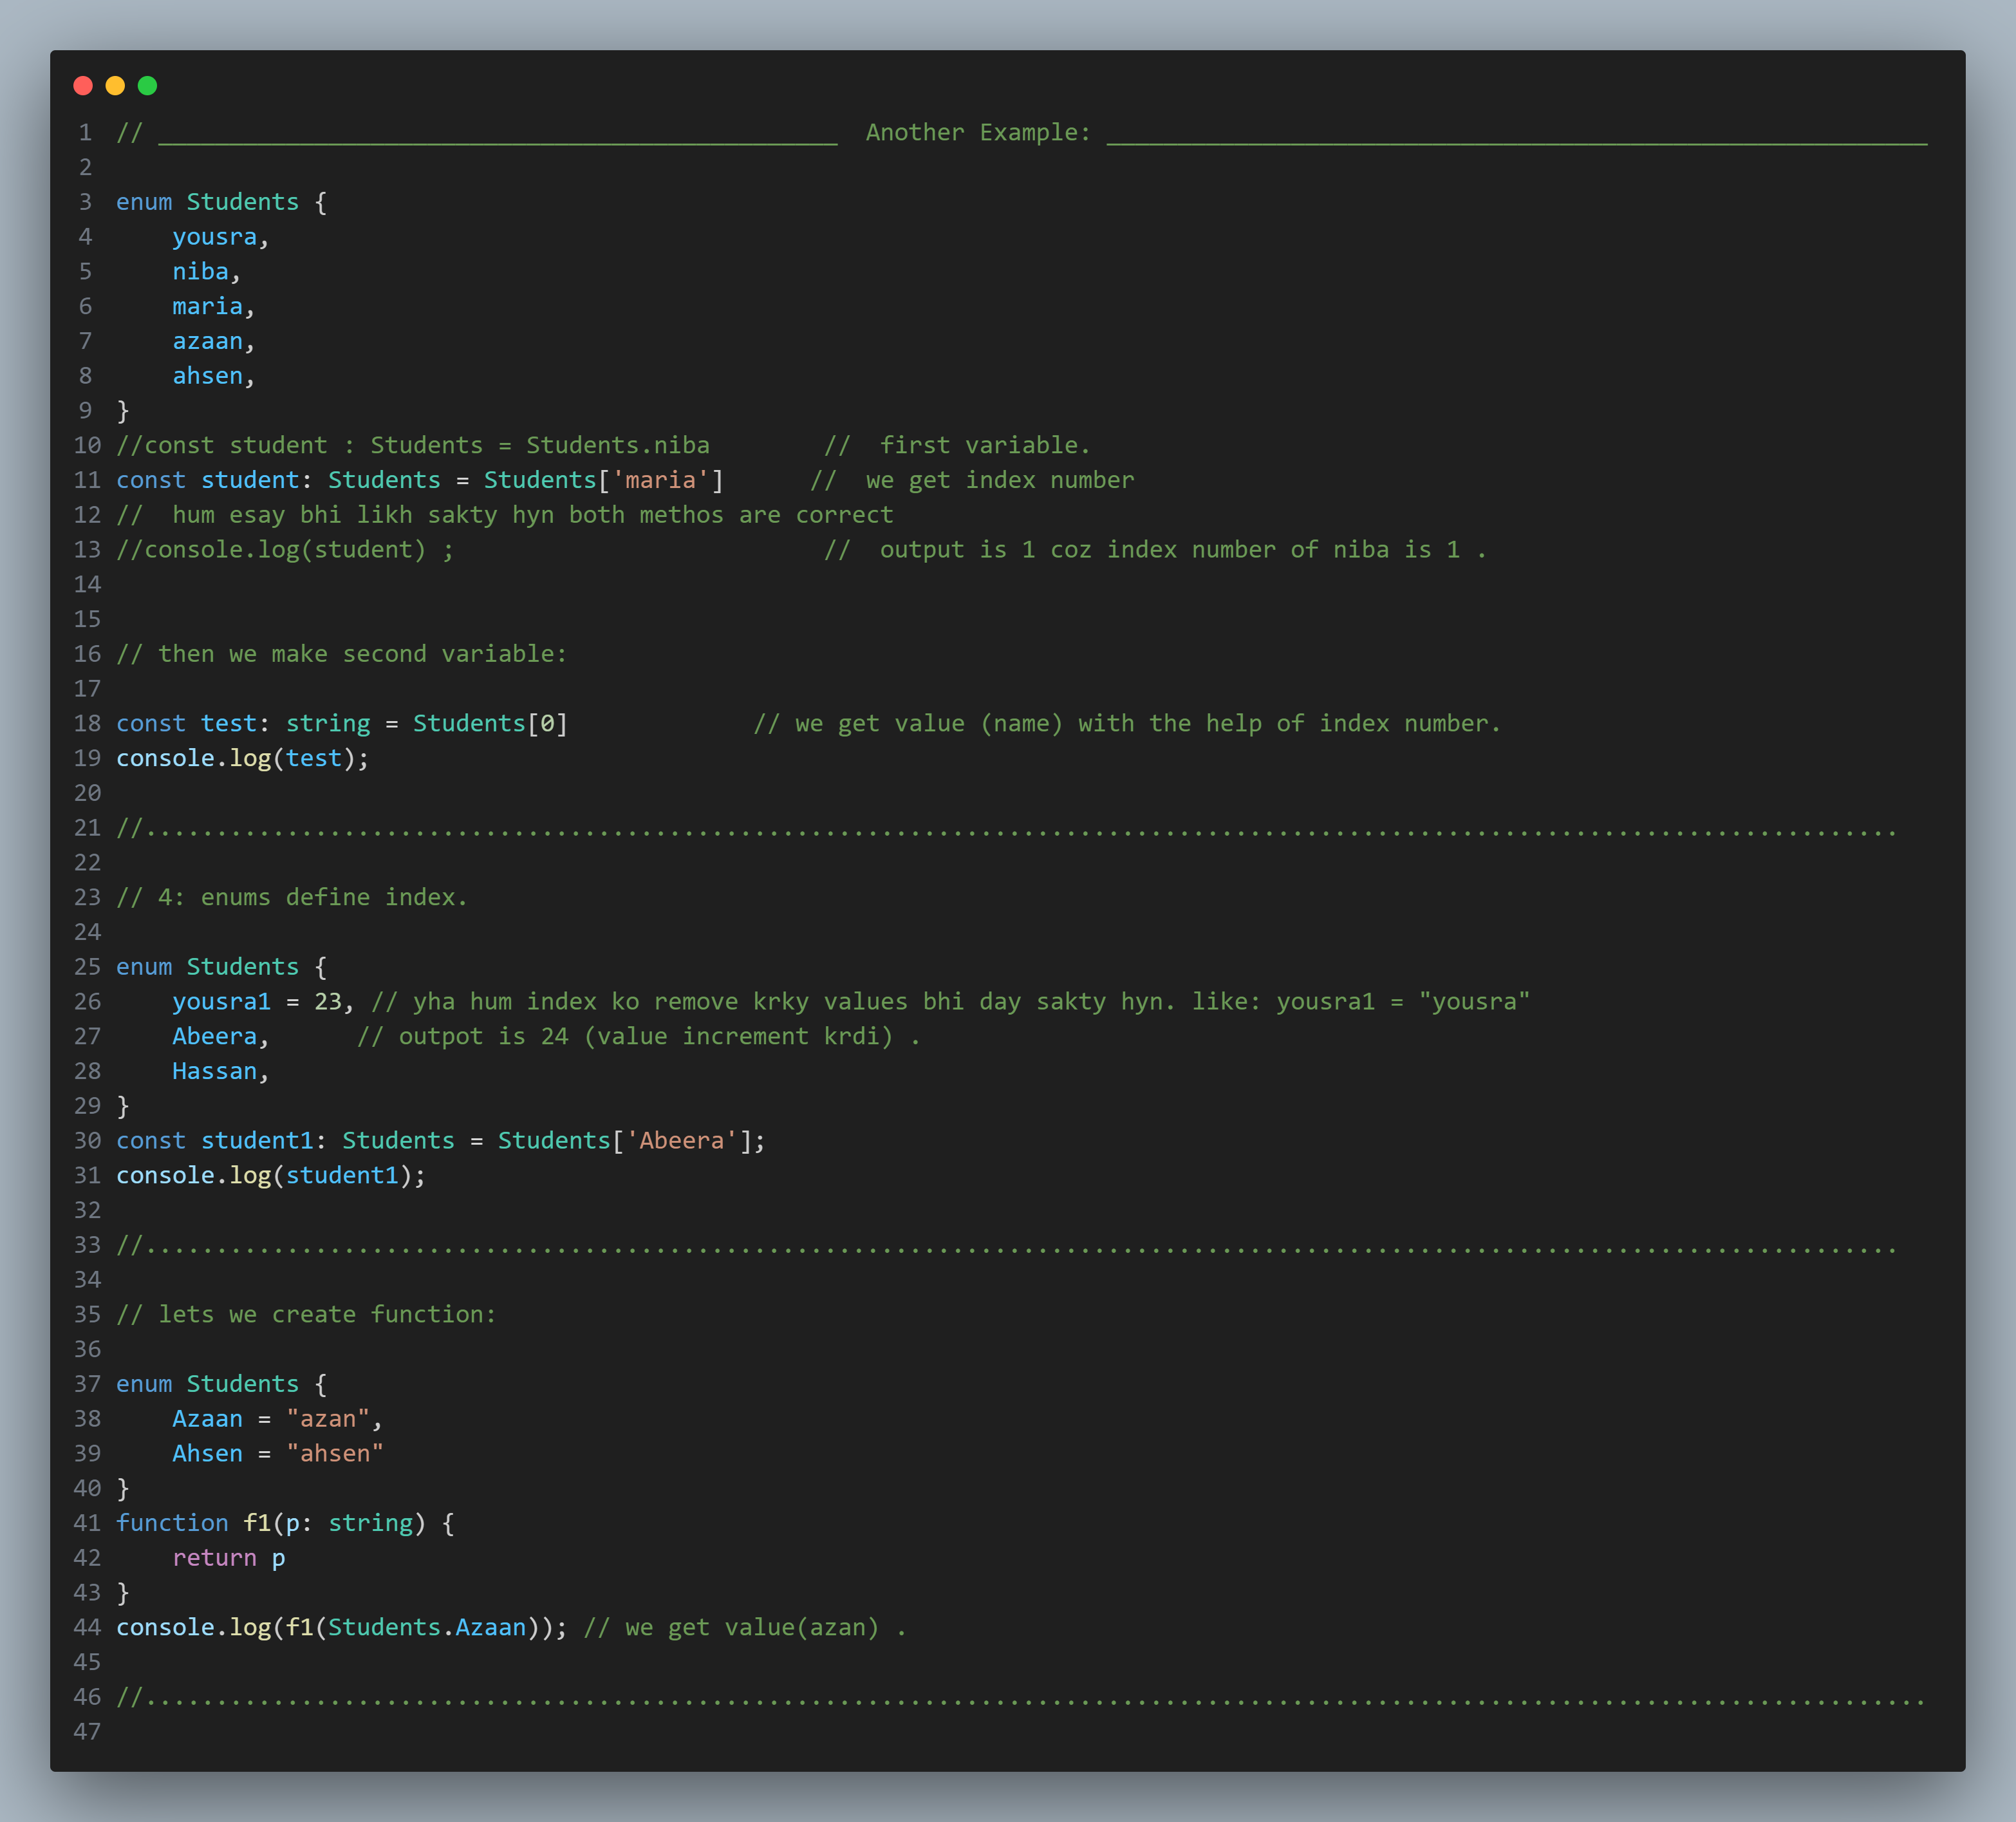 1 // ________________________________________________  Another Example: __________________________________________________________
2
3 enum Students {
4     yousra,
5     niba,
6     maria,
7     azaan,
8     ahsen,
9 }
10 //const student : Students = Students.niba        //  first variable.
11 const student: Students = Students['maria']      //  we get index number
12 //  hum esay bhi likh sakty hyn both methos are correct
13 //console.log(student) ;                          //  output is 1 coz index number of niba is 1 .
14
15
16 // then we make second variable:
17
18 const test: string = Students[0]             // we get value (name) with the help of index number.
19 console.log(test);
20
21 //............................................................................................................................
22
23 // 4: enums define index.
24
25 enum Students {
26     yousra1 = 23, // yha hum index ko remove krky values bhi day sakty hyn. like: yousra1 = "yousra"
27     Abeera,      // outpot is 24 (value increment krdi) .
28     Hassan,
29 }
30 const student1: Students = Students['Abeera'];
31 console.log(student1);
32
33 //............................................................................................................................
34
35 // lets we create function:
36
37 enum Students {
38     Azaan = "azan",
39     Ahsen = "ahsen"
40 }
41 function f1(p: string) {
42     return p
43 }
44 console.log(f1(Students.Azaan)); // we get value(azan) .
45
46 //..............................................................................................................................
47